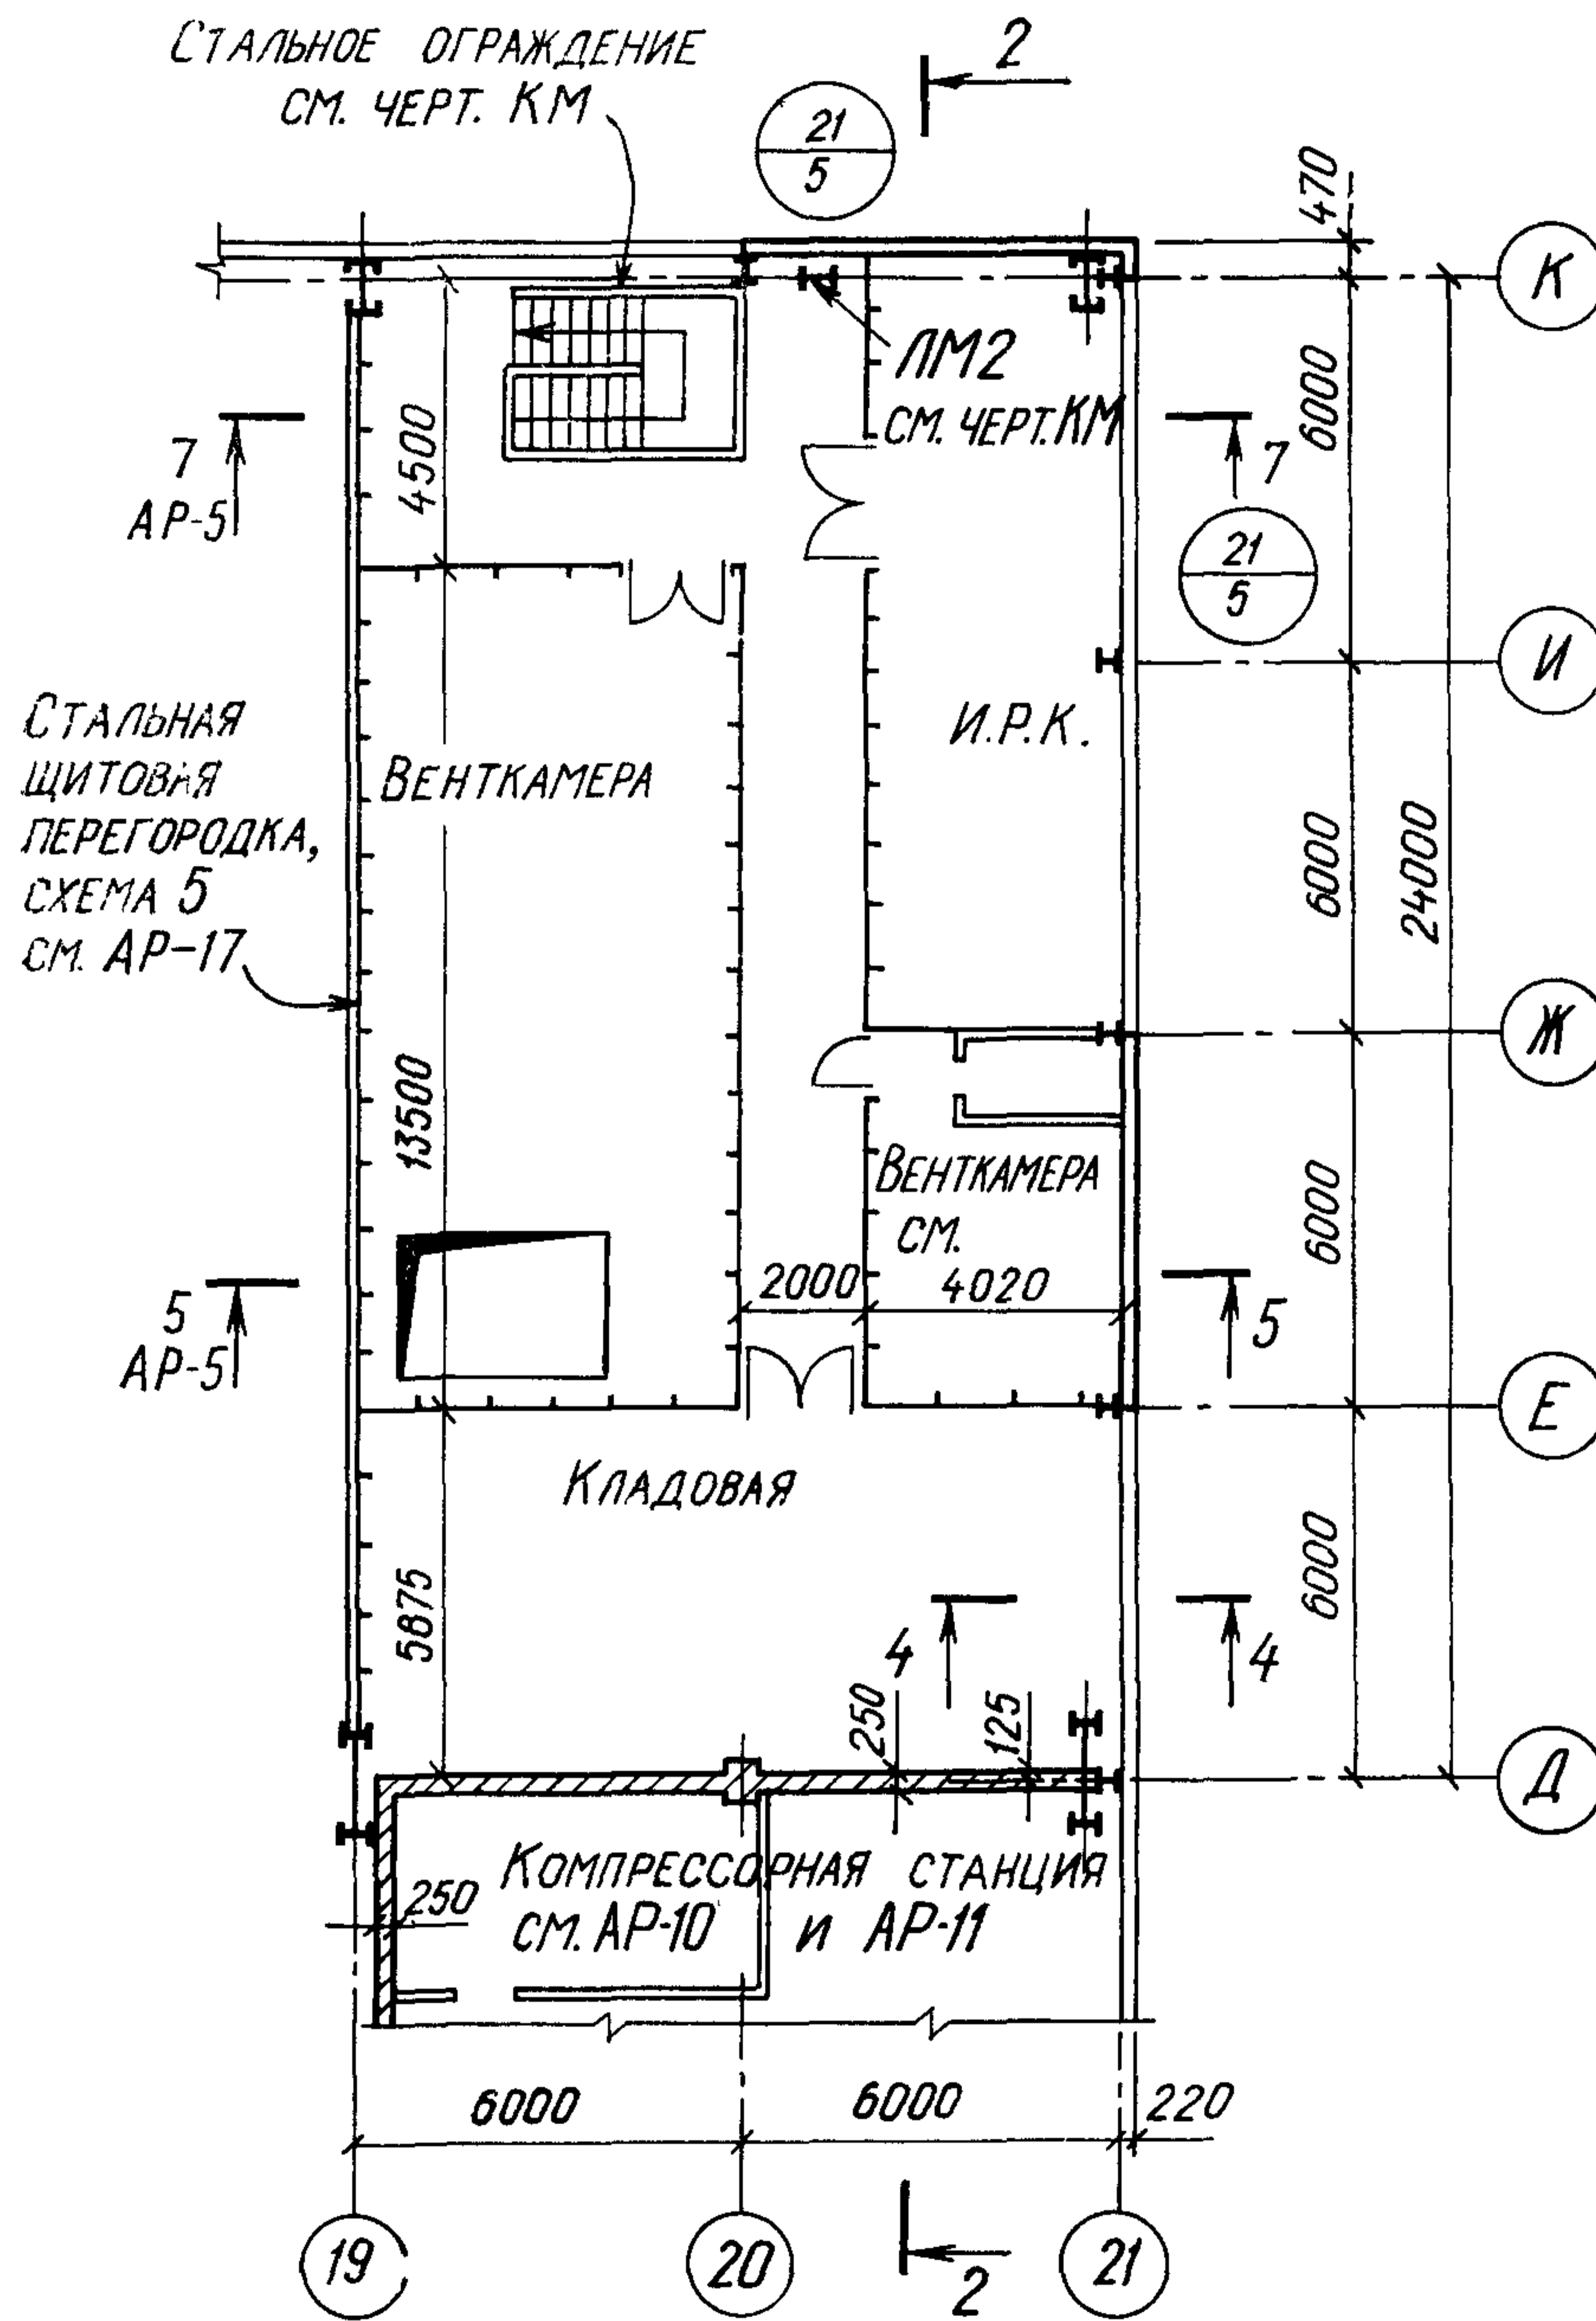 Стальное ограждение
см. черт. КМ
2
21
5
470
К
ЛМ2
см. черт. КМ
6000
4500
7
АР-5
7
21
5
И
Стальная
щитовая
перегородка,
схема 5
см. АР-17
Венткамера
И.Р.К.
6000
24000
Ж
13500
Венткамера
см.
6000
2000
4020
5
АР-5
5
Е
Кладовая
5875
6000
4
4
250
125
Д
Компрессорная станция
см. АР-10 и АР-11
250
6000
6000
220
19
20
21
2